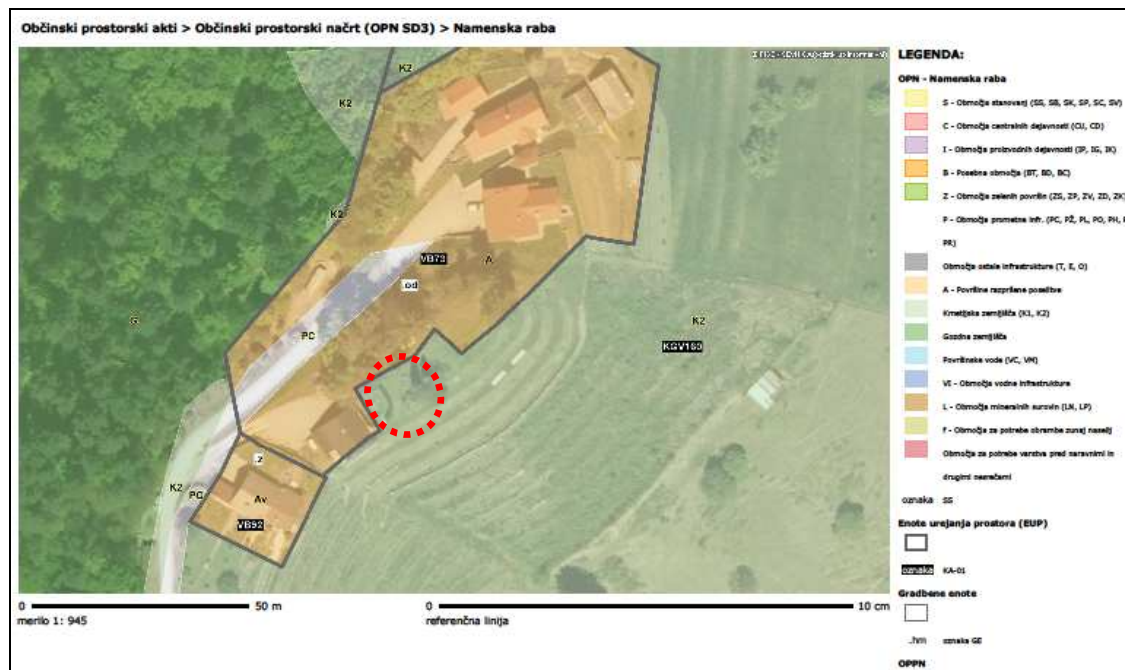 Občinski prostorski akti > Občinski prostorski načrt (OPN SD3) > Namenska raba
K2
K2
K2
VB73
A
.od
G
PC
K2
KGV160
.z
K2
PC
Av
VB92
0 50 m
merilo 1: 945
0 10 cm
referenčna linija
LEGENDA:
OPN - Namenska raba
S - Območja stanovanj (SS, SB, SK, SP, SC, SV)
C - Območja centralnih dejavnosti (CU, CD)
I - Območja proizvodnih dejavnosti (IP, IG, IK)
B - Posebna območja (BT, BD, BC)
Z - Območja zelenih površin (ZS, ZP, ZV, ZD, ZK)
P - Območja prometne infr. (PC, PŽ, PL, PO, PH,
PR)
Območja ostale infrastrukture (T, E, O)
A - Površine razpršene poselitve
Kmetijska zemljišča (K1, K2)
Gozdna zemljišča
Površinske vode (VC, VM)
VI - Območja vodne infrastrukture
L - Območja mineralnih surovin (LN, LP)
f - Območja za potrebe obrambe zunaj naselij
Območja za potrebe varstva pred naravnimi in
drugimi nesrečami
oznaka SS
Enote urejanja prostora (EUP)
oznaka KA-01
Gradbene enote
.hm oznaka GE
OPPN